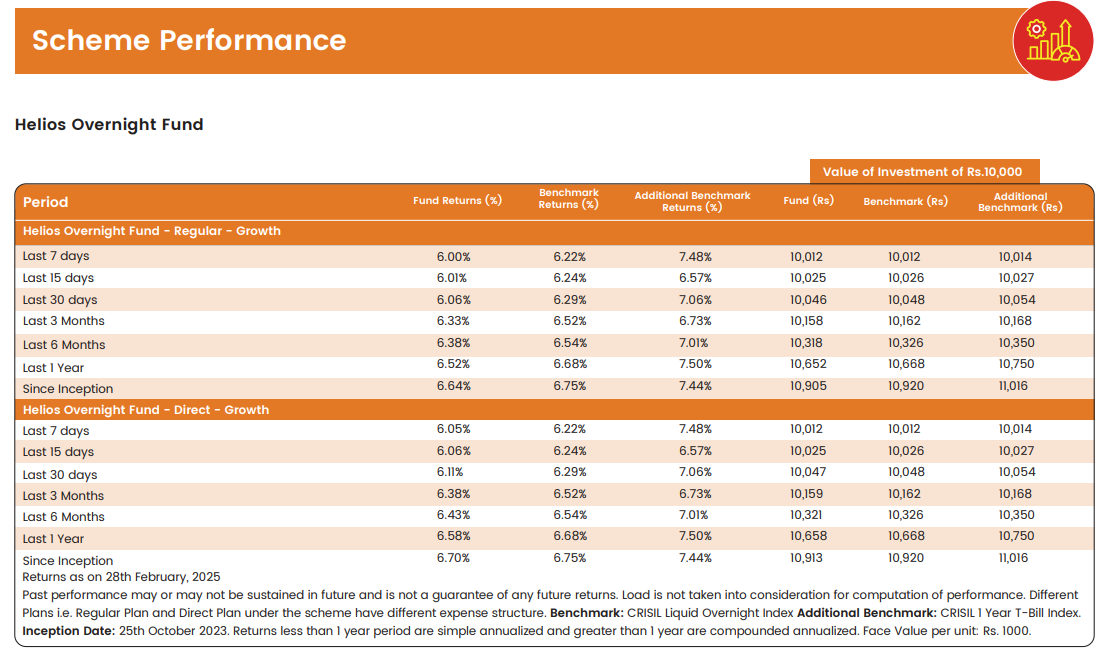 Scheme Performance
Helios Overnight Fund
Value of Investment of Rs.10,000
Period Fund Returns (%) Benchmark Returns (%) Additional Benchmark Returns (%) Fund (Rs) Benchmark (Rs) Additional Benchmark (Rs)
Helios Overnight Fund - Regular - Growth
Last 7 days 6.00% 6.22% 7.48% 10,012 10,012 10,014
Last 15 days 6.01% 6.24% 6.57% 10,025 10,026 10,027
Last 30 days 6.06% 6.29% 7.06% 10,046 10,048 10,054
Last 3 Months 6.33% 6.52% 6.73% 10,158 10,162 10,168
Last 6 Months 6.38% 6.54% 7.01% 10,318 10,326 10,350
Last 1 Year 6.52% 6.68% 7.50% 10,652 10,668 10,750
Since Inception 6.64% 6.75% 7.44% 10,905 10,920 11,016
Helios Overnight Fund - Direct - Growth
Last 7 days 6.05% 6.22% 7.48% 10,012 10,012 10,014
Last 15 days 6.06% 6.24% 6.57% 10,025 10,026 10,027
Last 30 days 6.11% 6.29% 7.06% 10,047 10,048 10,054
Last 3 Months 6.38% 6.52% 6.73% 10,159 10,162 10,168
Last 6 Months 6.43% 6.54% 7.01% 10,321 10,326 10,350
Last 1 Year 6.58% 6.68% 7.50% 10,658 10,668 10,750
Since Inception 6.70% 6.75% 7.44% 10,913 10,920 11,016
Returns as on 28th February, 2025
Past performance may or may not be sustained in future and is not a guarantee of any future returns. Load is not taken into consideration for computation of performance. Different
Plans i.e. Regular Plan and Direct Plan under the scheme have different expense structure. Benchmark: CRISIL Liquid Overnight Index Additional Benchmark: CRISIL 1 Year T-Bill Index.
Inception Date: 25th October 2023. Returns less than 1 year period are simple annualized and greater than 1 year are compounded annualized. Face Value per unit: Rs. 1000.